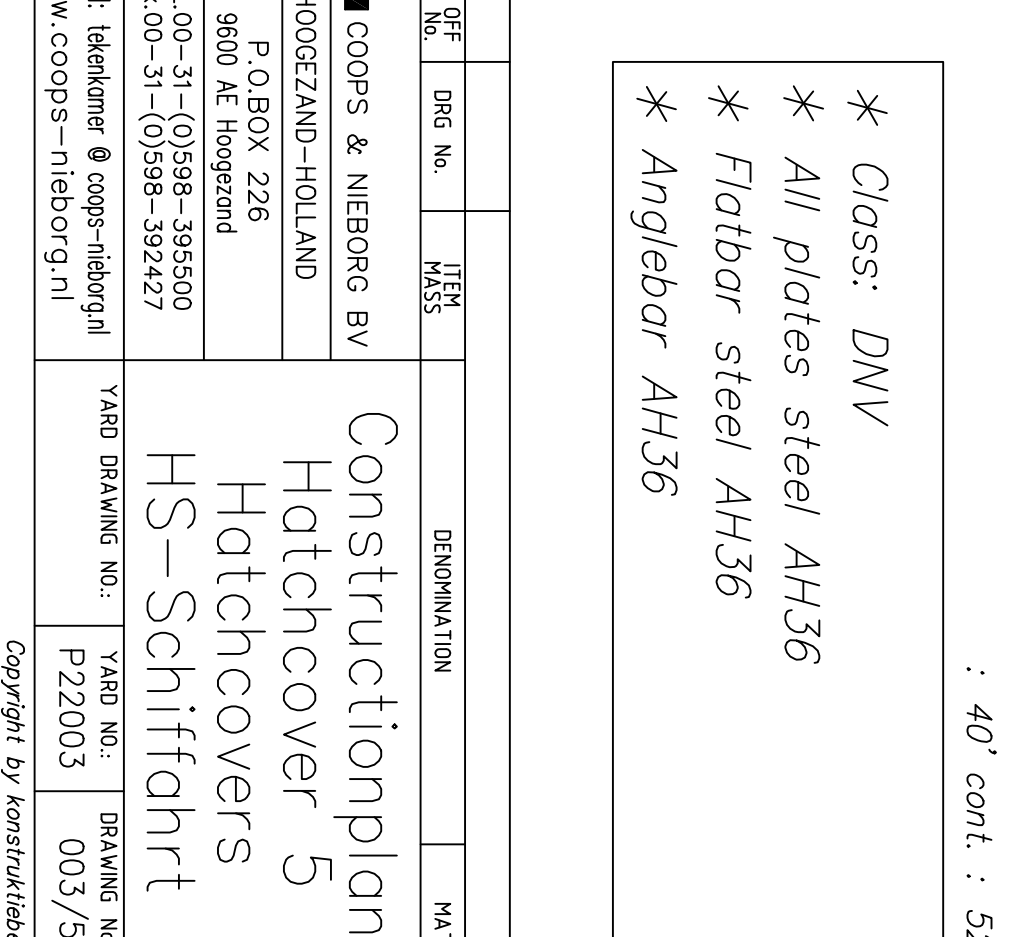 : 40' cont. :
* Class: DNV
* All plates steel AH36
* Flatbar steel AH36
* Anglebar AH36
OFF No.
DRG No.
ITEM MASS
DENOMINATION
COOPS & NIEBORG BV
HOOGEZAND-HOLLAND
P.O.BOX 226
9600 AE Hoogezand
.00-31-(0)598-395500
.00-31-(0)598-392427
: tekenkamer @ coops-nieborg.nl
w.coops-nieborg.nl
Constructionplan
Hatchcover 5
Hatchcovers
HS-Schiffahrt
YARD DRAWING NO.:
YARD NO.:
P22003
DRAWING
003/5
Copyright by